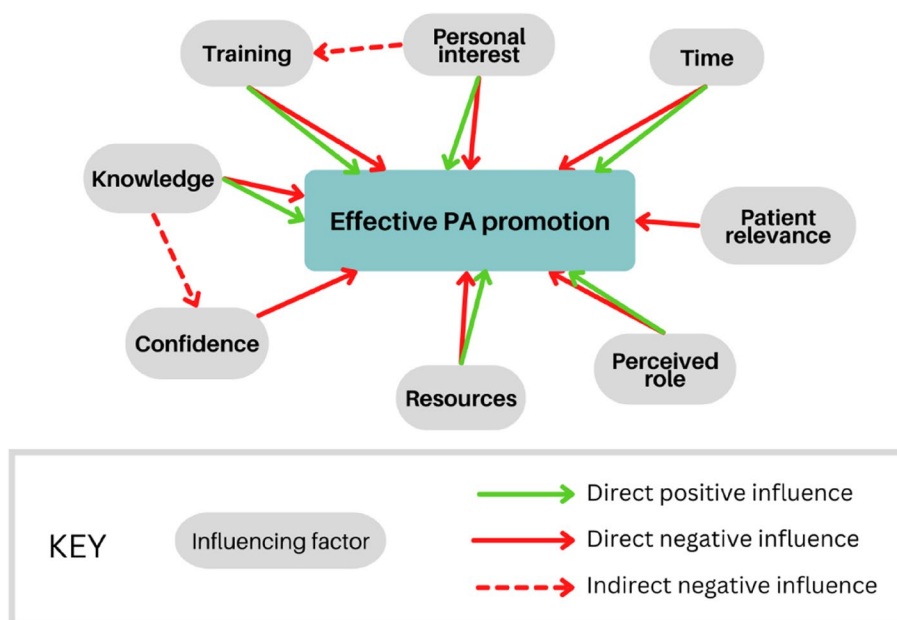 Training
Personal
interest
Time
Knowledge
Effective PA promotion
Patient
relevance
Confidence
Resources
Perceived
role
KEY
Influencing factor
Direct positive influence
Direct negative influence
Indirect negative influence